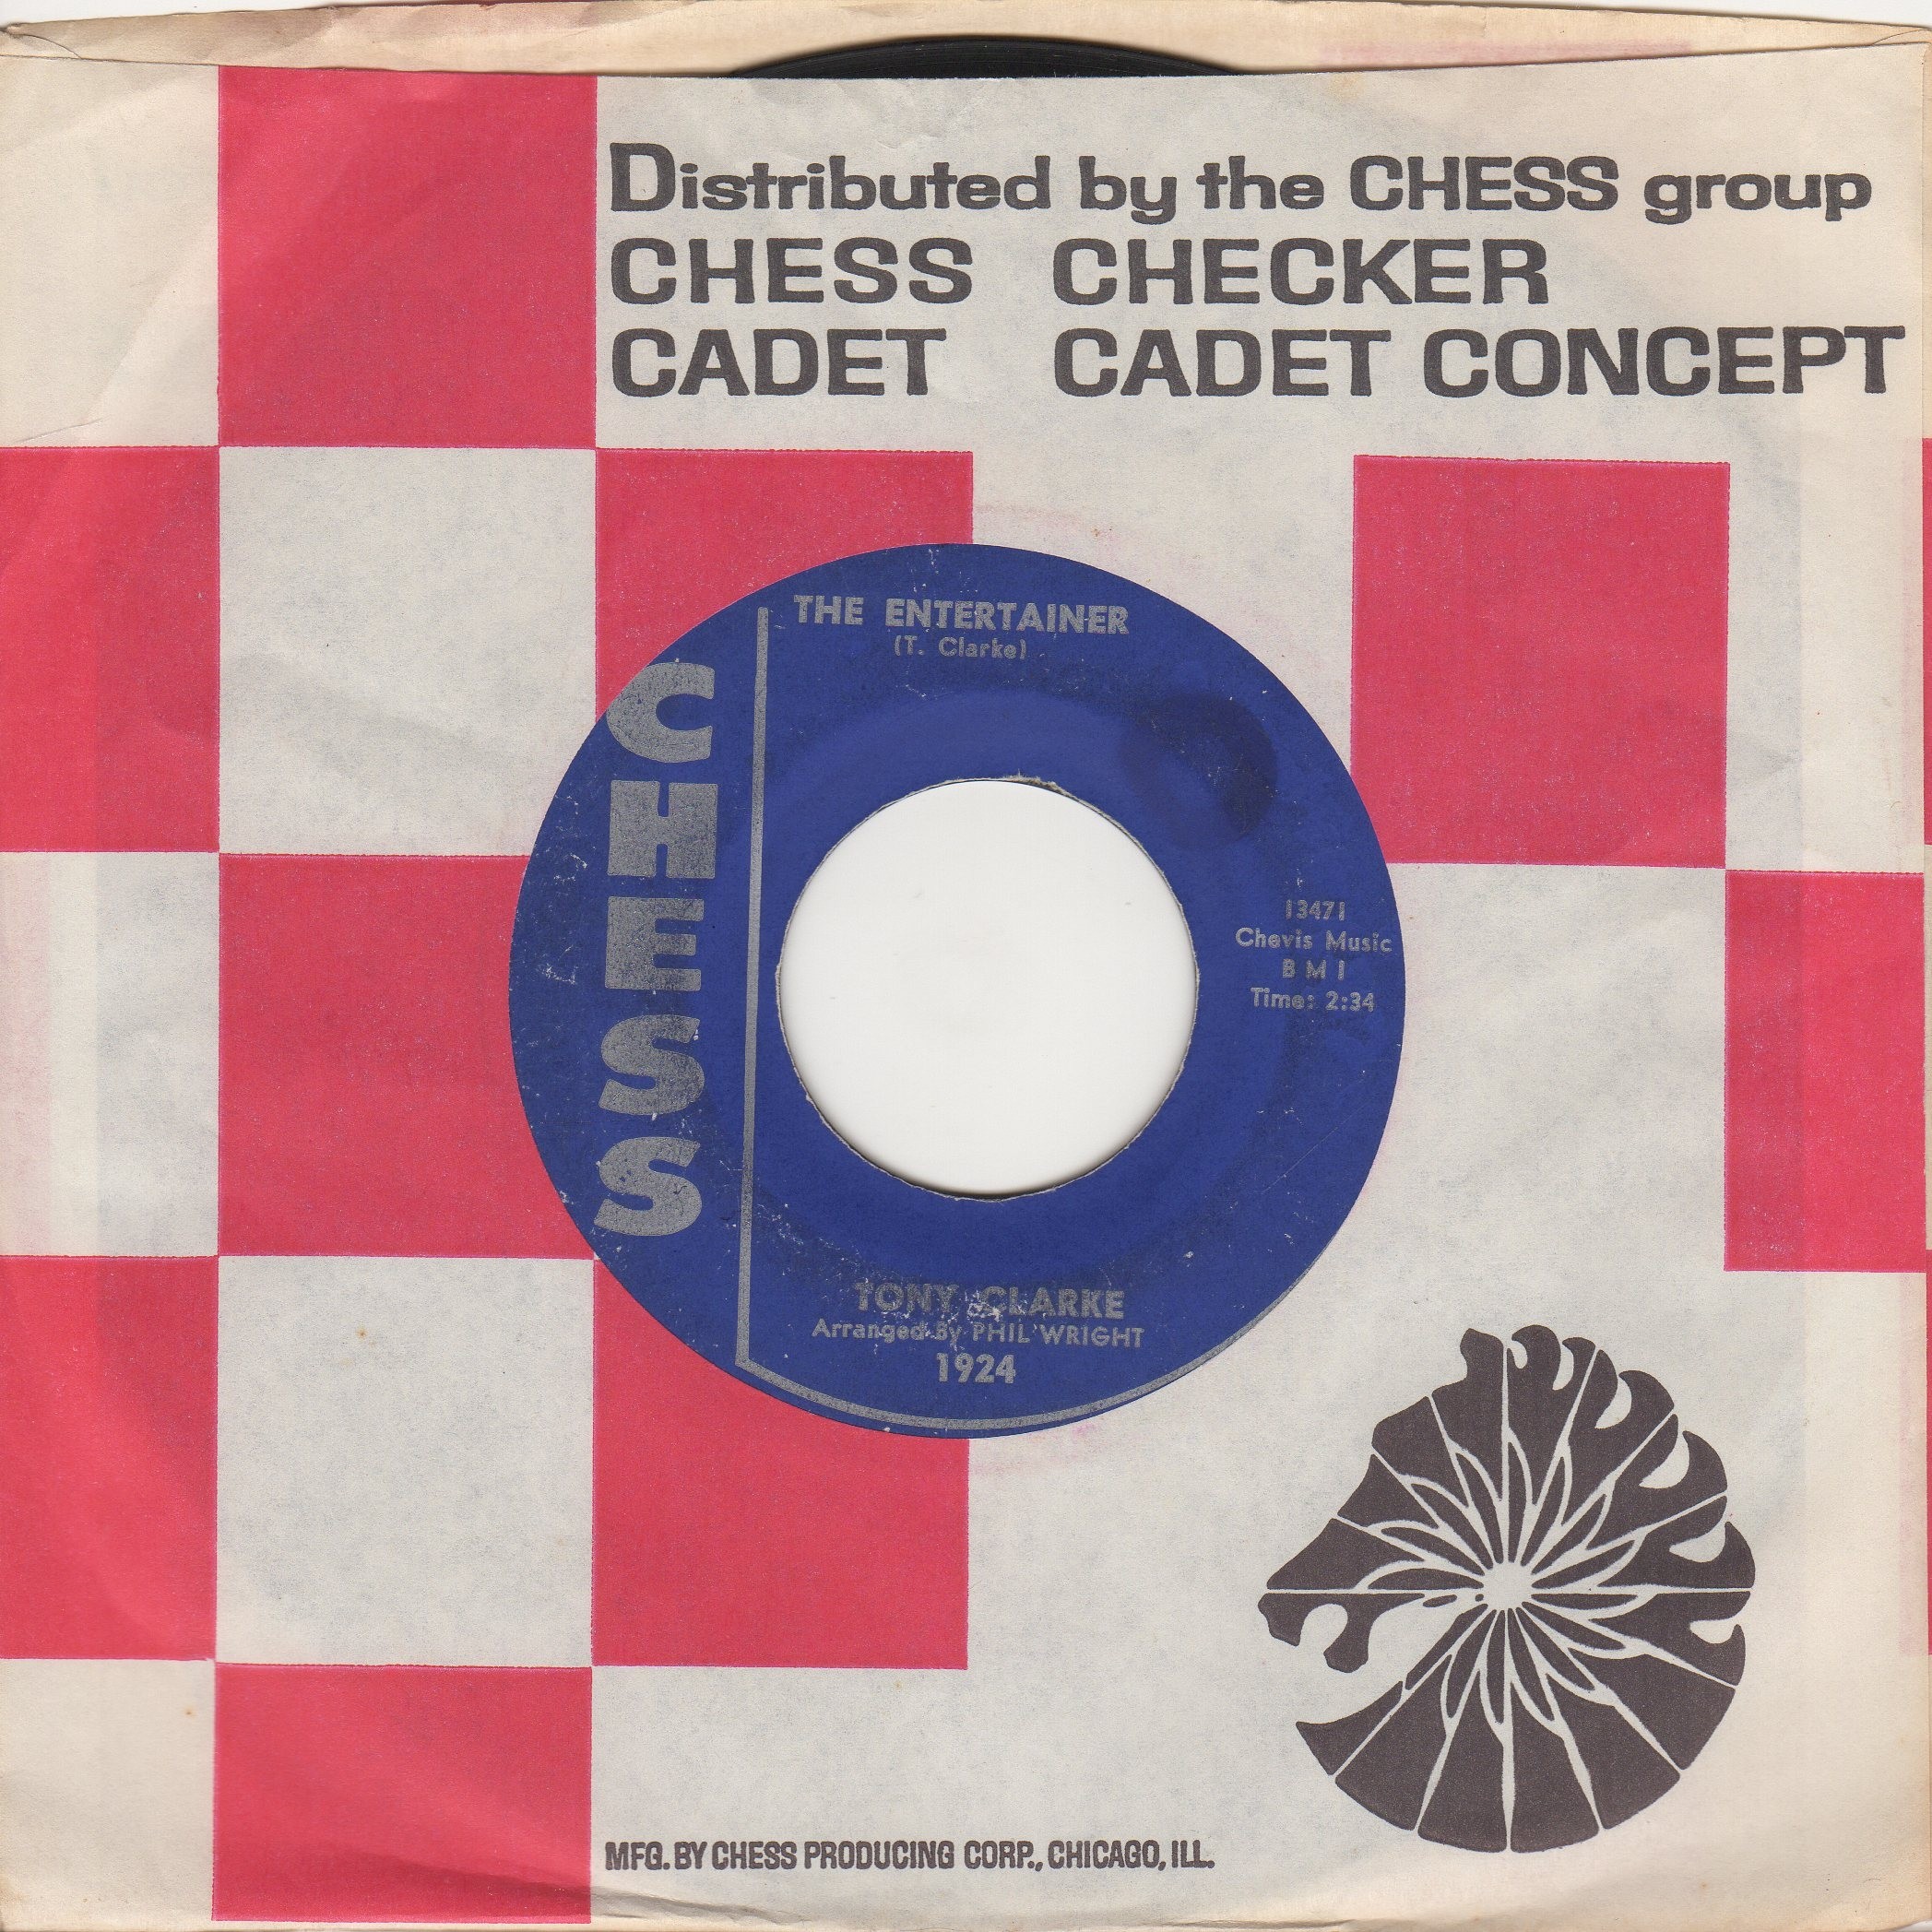 Distributed by the CHESS group
CHESS CHECKER
CADET CADET CONCEPT
THE ENTERTAINER
(T. Clarke)
CHESS
13471
Chevis Music
B M I
Time: 2:34
TONY CLARKE
Arranged By PHIL WRIGHT
1924
MFG. BY CHESS PRODUCING CORP., CHICAGO, ILL.